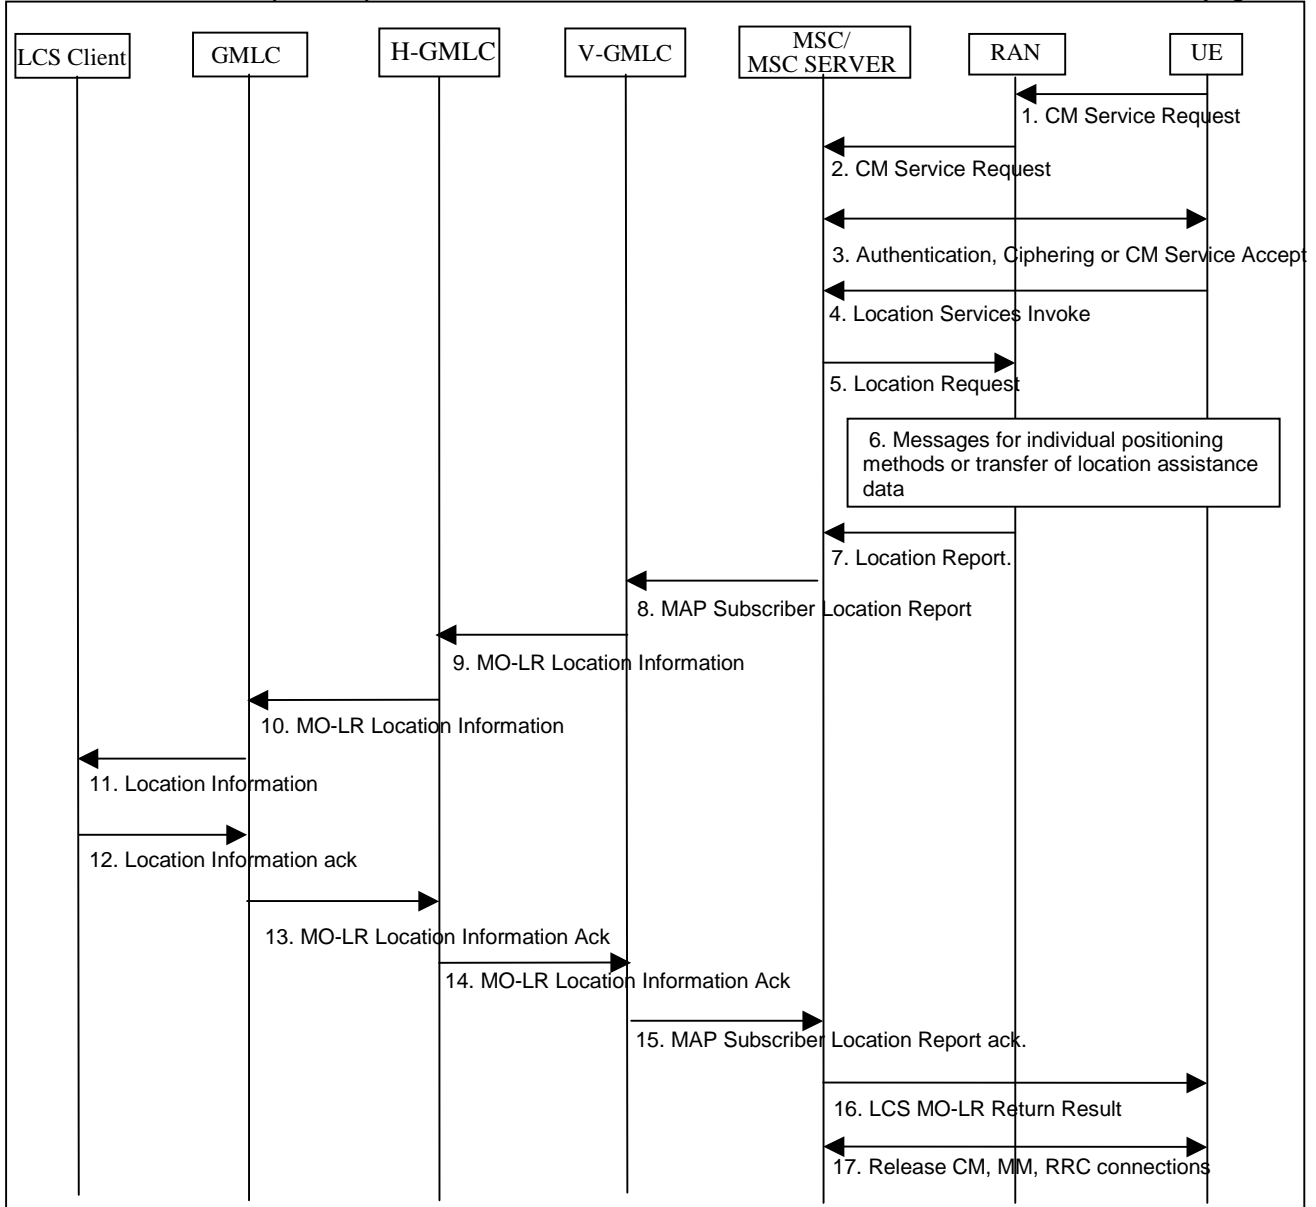 LCS Client
GMLC
H-GMLC
V-GMLC
MSC/
MSC SERVER
RAN
UE
1. CM Service Request
2. CM Service Request
3. Authentication, Ciphering or CM Service Accept
4. Location Services Invoke
5. Location Request
6. Messages for individual positioning
methods or transfer of location assistance
data
7. Location Report.
8. MAP Subscriber Location Report
9. MO-LR Location Information
10. MO-LR Location Information
11. Location Information
12. Location Information ack
13. MO-LR Location Information Ack
14. MO-LR Location Information Ack
15. MAP Subscriber Location Report ack.
16. LCS MO-LR Return Result
17. Release CM, MM, RRC connections